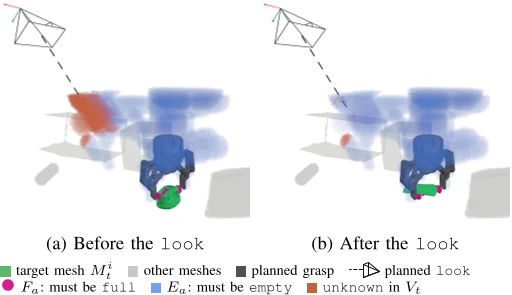 (a) Before the look
(b) After the look
target mesh M_t^i other meshes planned grasp planned look
F_a: must be full E_a: must be empty unknown in V_t